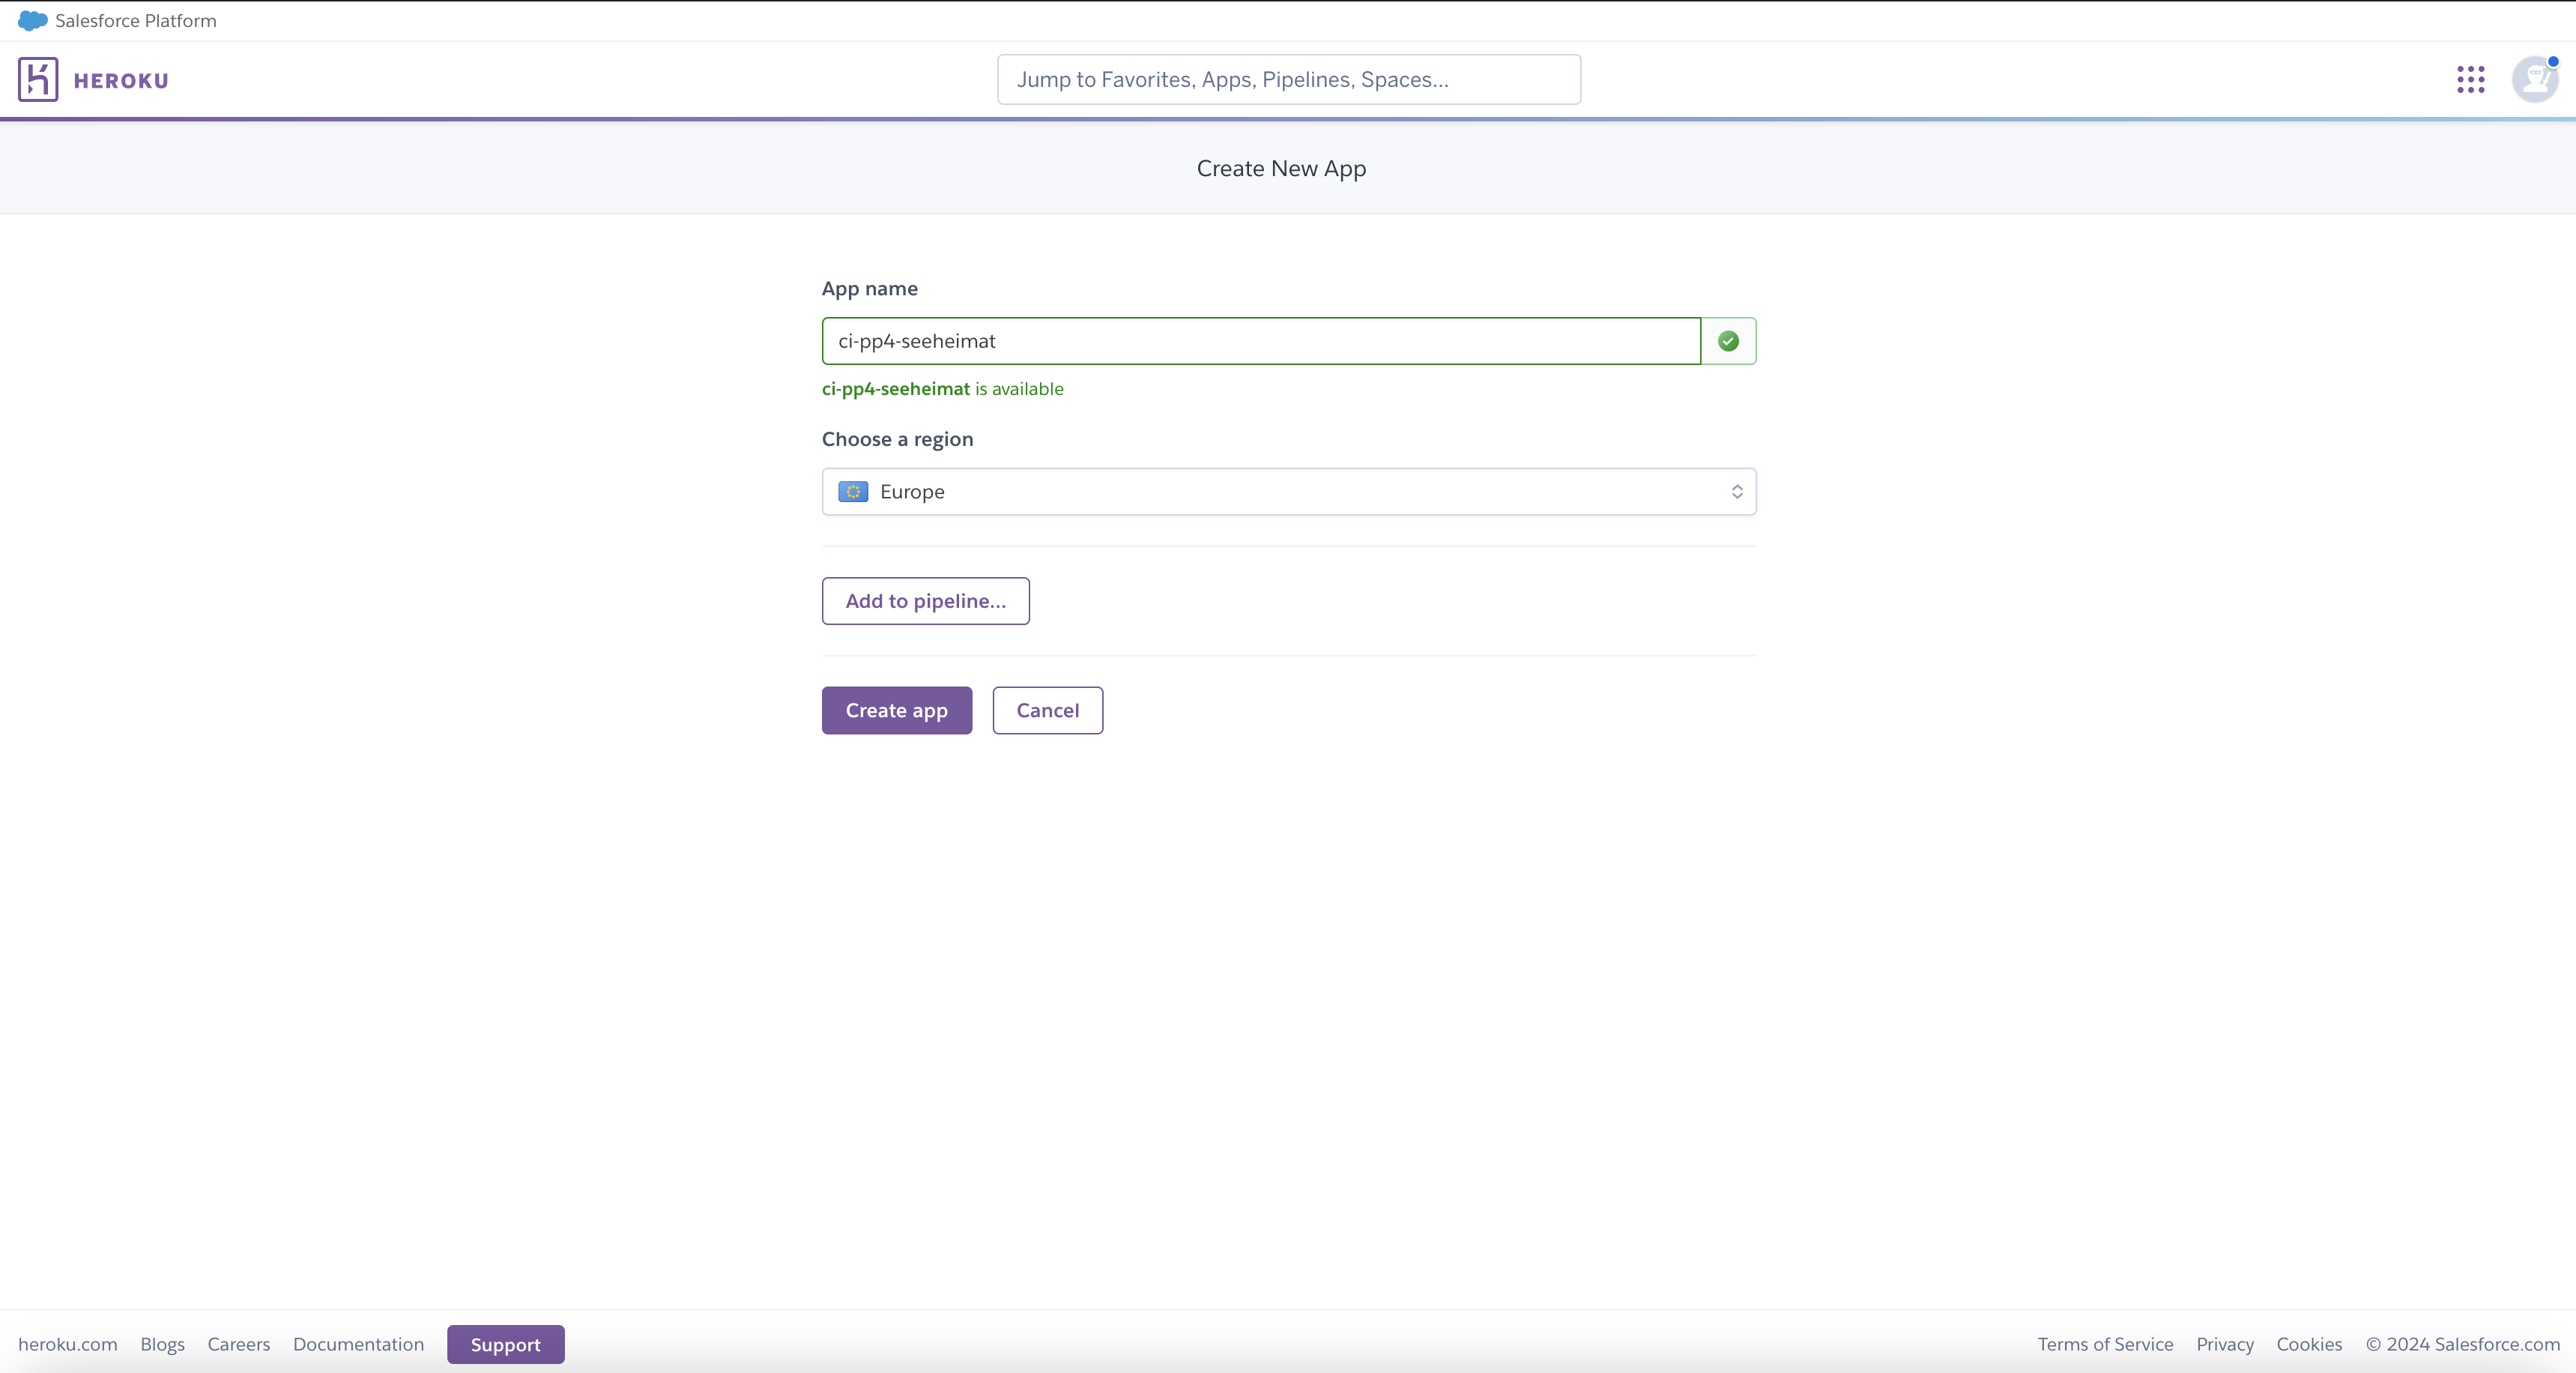 Salesforce Platform
HEROKU
Jump to Favorites, Apps, Pipelines, Spaces...
Create New App
App name
ci-pp4-seeheimat
ci-pp4-seeheimat is available
Choose a region
Europe
Add to pipeline...
Create app Cancel
heroku.com Blogs Careers Documentation Support Terms of Service Privacy Cookies © 2024 Salesforce.com